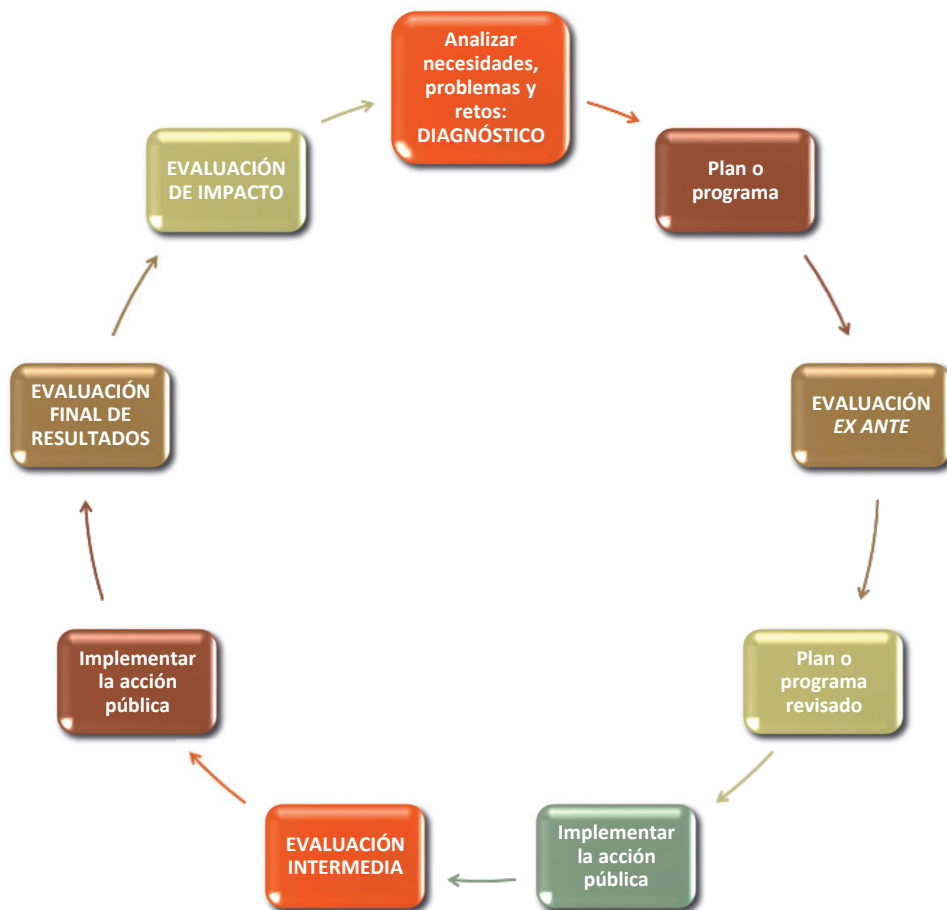 Analizar
necesidades,
problemas y
retos:
DIAGNÓSTICO
Plan o
programa
EVALUACIÓN
EX ANTE
Plan o
programa
revisado
Implementar
la acción
pública
EVALUACIÓN
INTERMEDIA
Implementar
la acción
pública
EVALUACIÓN
FINAL DE
RESULTADOS
EVALUACIÓN
DE IMPACTO